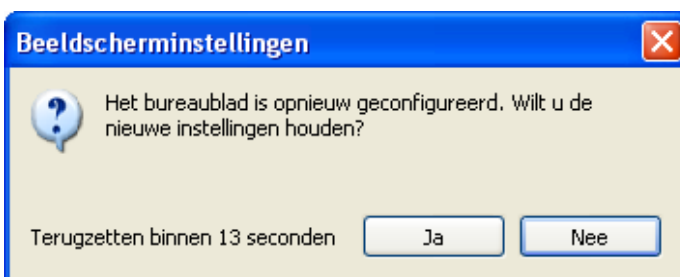 Beeldscherminstellingen
Het bureaublad is opnieuw geconfigureerd. Wilt u de
nieuwe instellingen houden?
Terugzetten binnen 13 seconden
Ja
Nee